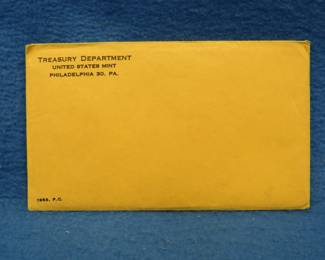 TREASURY DEPARTMENT
UNITED STATES MINT
PHILADELPHIA 30, PA.
P.C.